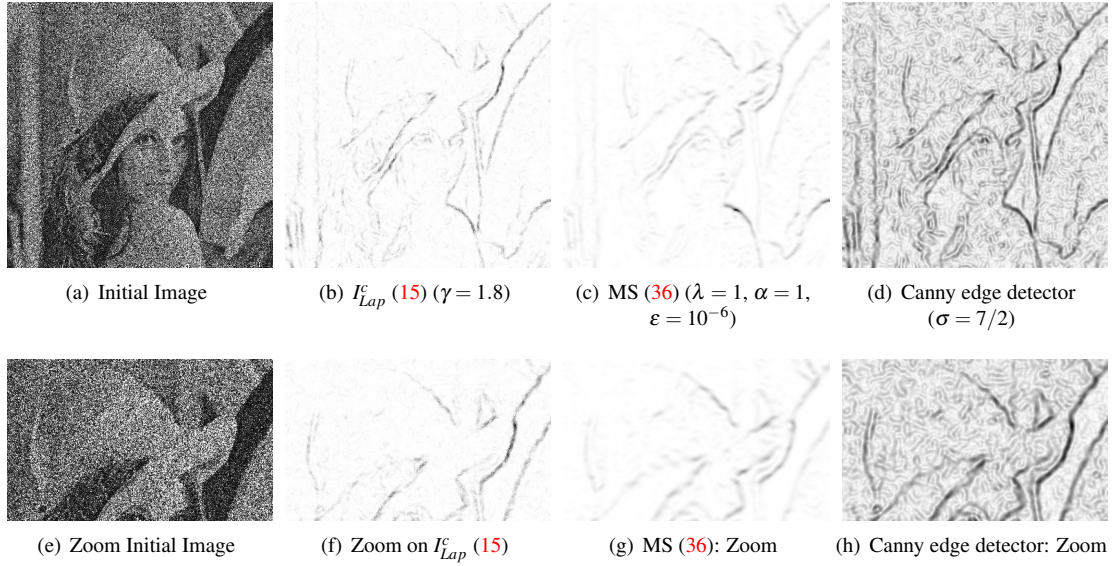 (a) Initial Image
(b) I^c_{Lap} (15) (γ = 1.8)
(c) MS (36) (λ = 1, α = 1,
ε = 10^{-6})
(d) Canny edge detector
(σ = 7/2)
(e) Zoom Initial Image
(f) Zoom on I^c_{Lap} (15)
(g) MS (36): Zoom
(h) Canny edge detector: Zoom